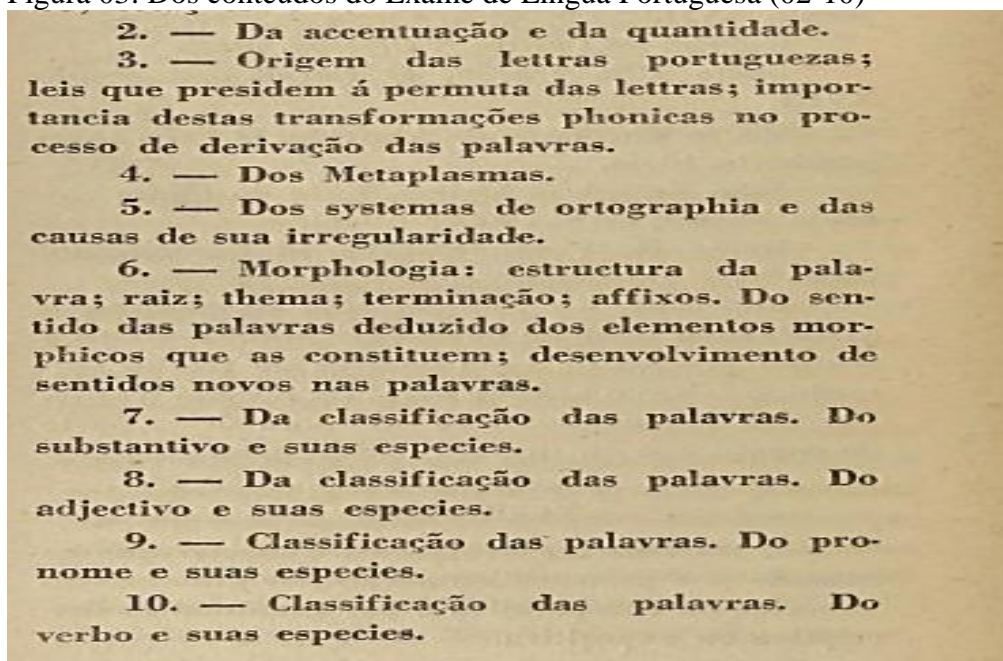 Figura 03: Dos conteúdos do Exame de Língua Portuguesa (02-10)
2. — Da accentuação e da quantidade.
3. — Origem das lettras portuguezas;
leis que presidem á permuta das lettras; impor-
tancia destas transformações phonicas no pro-
cesso de derivação das palavras.
4. — Dos Metaplasmas.
5. — Dos systemas de ortographia e das
causas de sua irregularidade.
6. — Morphologia: estructura da pala-
vra; raiz; thema; terminação; affixos. Do sen-
tido das palavras deduzido dos elementos mor-
phicos que as constituem; desenvolvimento de
sentidos novos nas palavras.
7. — Da classificação das palavras. Do
substantivo e suas especies.
8. — Da classificação das palavras. Do
adjectivo e suas especies.
9. — Classificação das palavras. Do pro-
nome e suas especies.
10. — Classificação das palavras. Do
verbo e suas especies.